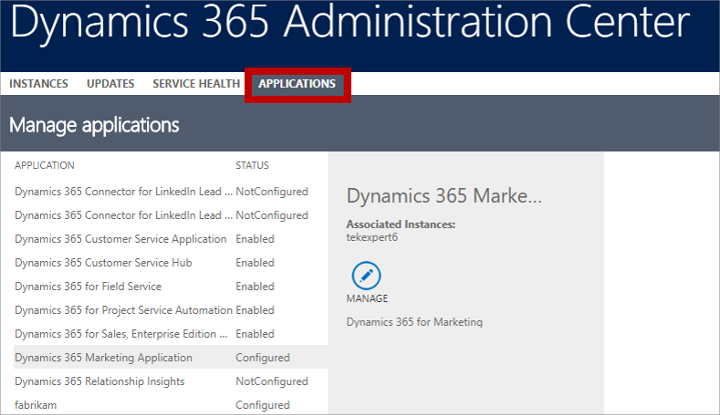 Dynamics 365 Administration Center
INSTANCES UPDATES SERVICE HEALTH APPLICATIONS
Manage applications
APPLICATION STATUS
Dynamics 365 Connector for LinkedIn Lead ... NotConfigured
Dynamics 365 Connector for LinkedIn Lead ... NotConfigured
Dynamics 365 Customer Service Application Enabled
Dynamics 365 Customer Service Hub Enabled
Dynamics 365 for Field Service Enabled
Dynamics 365 for Project Service Automation Enabled
Dynamics 365 for Sales, Enterprise Edition ... Enabled
Dynamics 365 Marketing Application Configured
Dynamics 365 Relationship Insights NotConfigured
fabrikam Configured
Dynamics 365 Marke...
Associated Instances:
tekexpert6
MANAGE
Dynamics 365 for Marketing